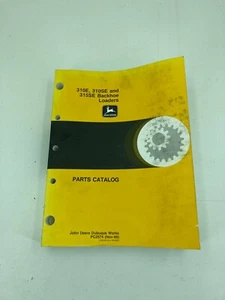 310E, 310SE and
315SE Backhoe
Loaders
PARTS CATALOG
John Deere Dubuque Works